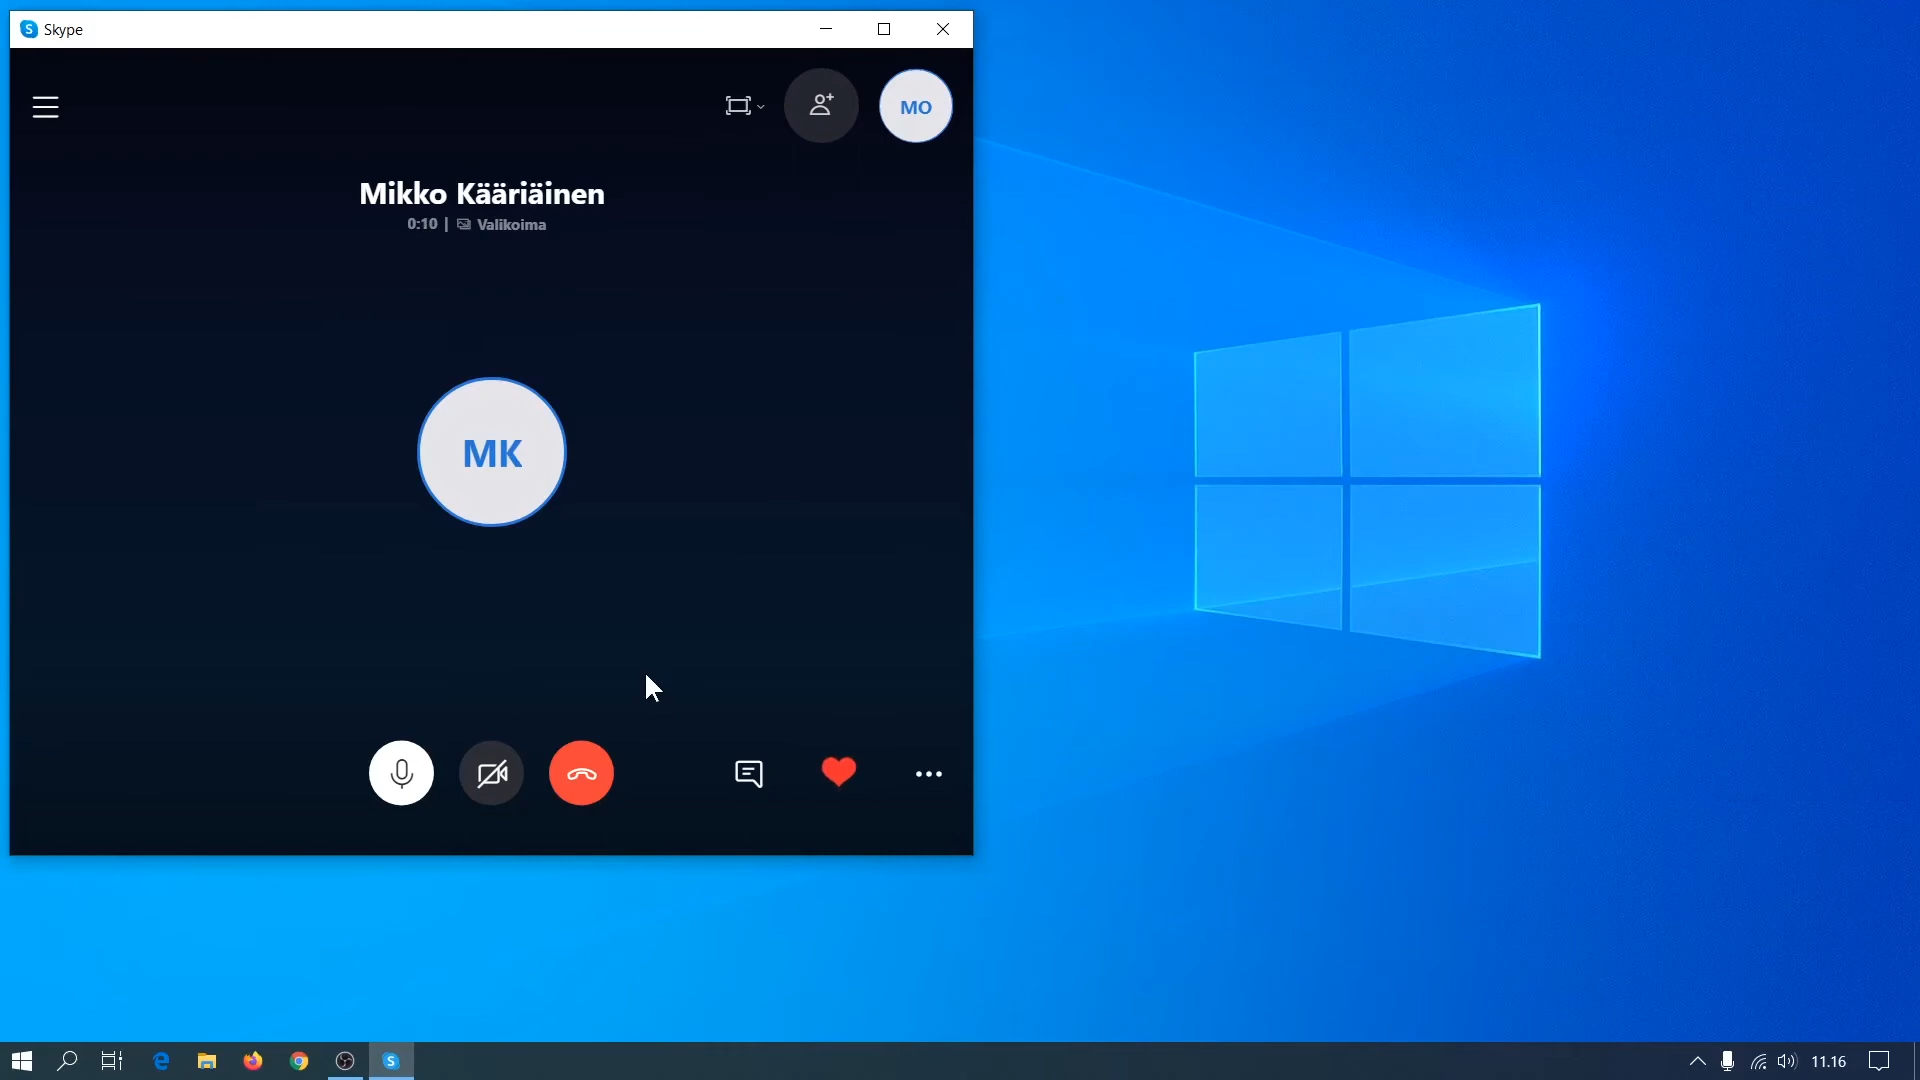 Skype
MO
Mikko Kääriäinen
0:10 | Valikoima
MK
11.16